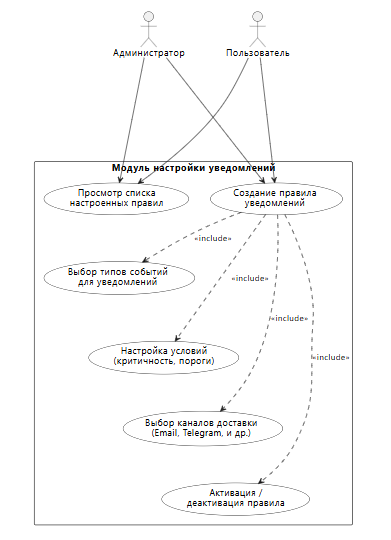 Администратор
Пользователь
Модуль настройки уведомлений
Просмотр списка
настроенных правил
Создание правила
уведомлений
«include»
Выбор типов событий
для уведомлений
«include»
«include»
Настройка условий
(критичность, пороги)
«include»
Выбор каналов доставки
(Email, Telegram, и др.)
Активация /
деактивация правила